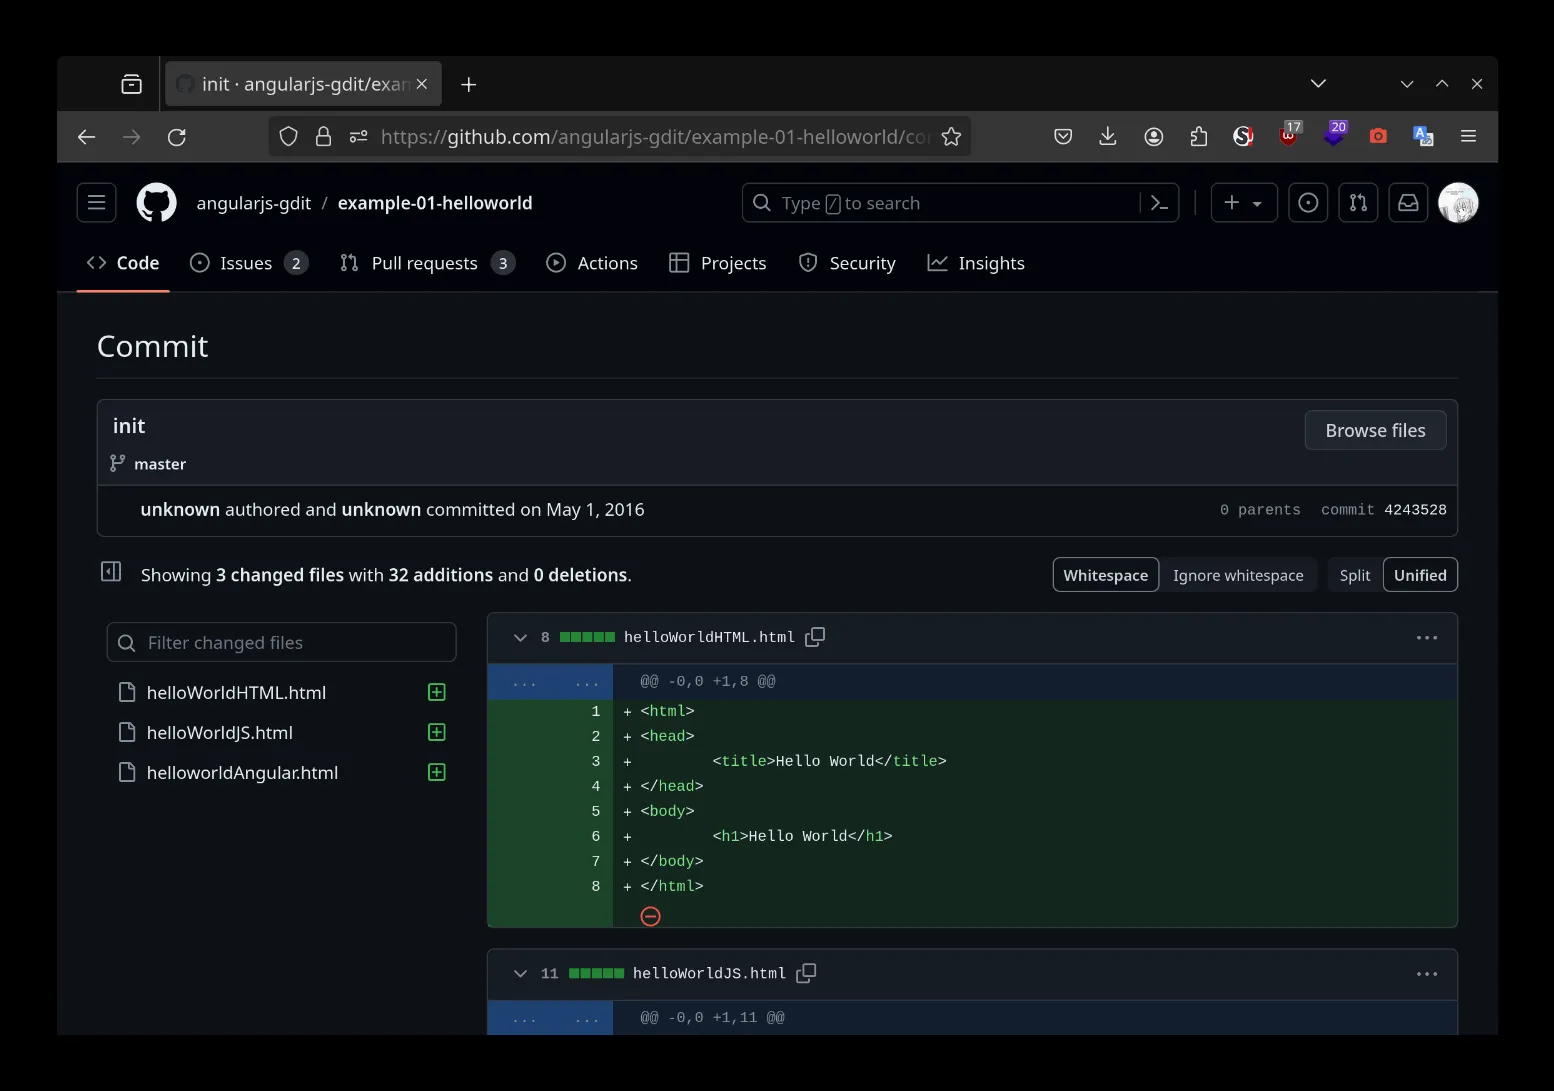 init · angularjs-gdit/exam
https://github.com/angularjs-gdit/example-01-helloworld/co
17
20
angularjs-gdit / example-01-helloworld
Type / to search
Code
Issues 2
Pull requests 3
Actions
Projects
Security
Insights
Commit
init
Browse files
master
unknown authored and unknown committed on May 1, 2016
0 parents commit 4243528
Showing 3 changed files with 32 additions and 0 deletions.
Whitespace Ignore whitespace Split Unified
Filter changed files
helloWorldHTML.html
helloWorldJS.html
helloworldAngular.html
8 helloWorldHTML.html
... ... @@ -0,0 +1,8 @@
1 + <html>
2 + <head>
3 + <title>Hello World</title>
4 + </head>
5 + <body>
6 + <h1>Hello World</h1>
7 + </body>
8 + </html>
11 helloWorldJS.html
... ... @@ -0,0 +1,11 @@